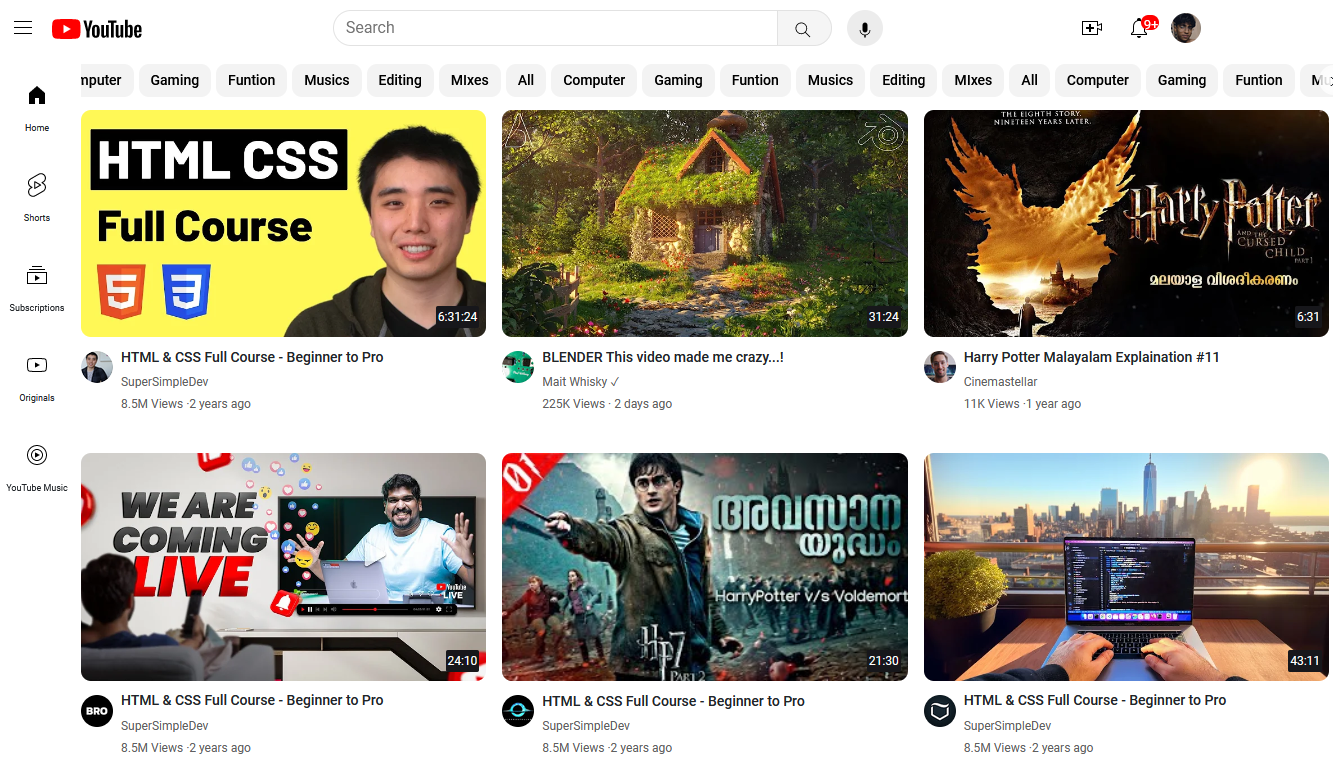 YouTube
Search
9+
mputer Gaming Funtion Musics Editing MIxes All Computer Gaming Funtion Musics Editing MIxes All Computer Gaming Funtion
Home
Shorts
Subscriptions
Originals
YouTube Music
HTML CSS
Full Course
5 3
6:31:24
HTML & CSS Full Course - Beginner to Pro
SuperSimpleDev
8.5M Views ·2 years ago
31:24
BLENDER This video made me crazy...!
Mait Whisky ✓
225K Views · 2 days ago
THE EIGHTH STORY.
NINETEEN YEARS LATER.
Harry Potter
AND THE
CURSED
CHILD
PART I
മലയാള വിശദീകരണം
6:31
Harry Potter Malayalam Explaination #11
Cinemastellar
11K Views ·1 year ago
WE ARE
COMING
LIVE
YouTube
LIVE
24:10
BRO
HTML & CSS Full Course - Beginner to Pro
SuperSimpleDev
8.5M Views ·2 years ago
01
അവസാന
യുദ്ധം
HarryPotter v/s Voldemort
HP7
PART 2
21:30
HTML & CSS Full Course - Beginner to Pro
SuperSimpleDev
8.5M Views ·2 years ago
43:11
HTML & CSS Full Course - Beginner to Pro
SuperSimpleDev
8.5M Views ·2 years ago